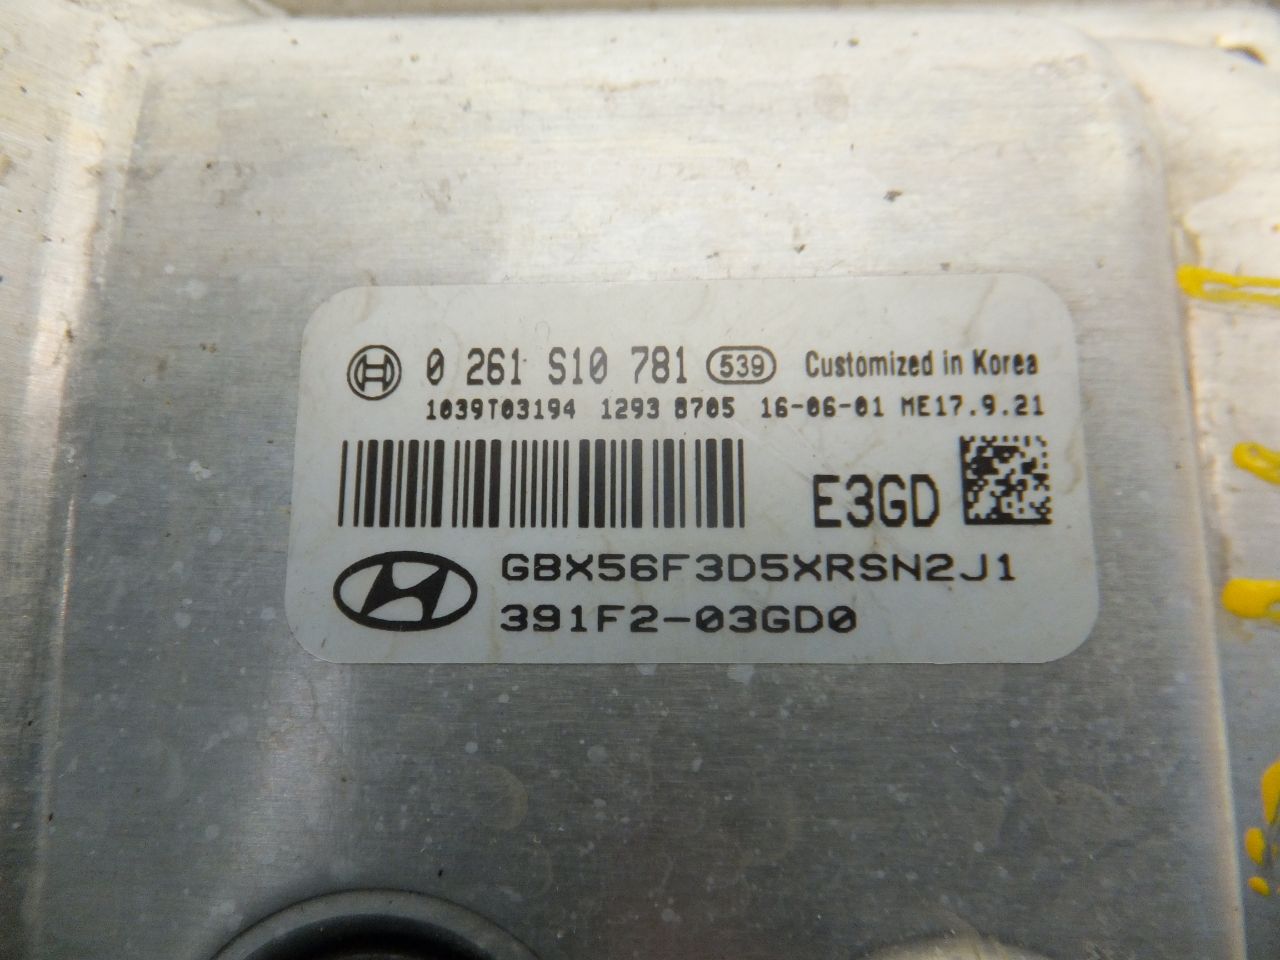 0 261 S10 781 539 Customized in Korea
1039T03194 1293 8705 16-06-01 ME17.9.21
E3GD
GBX56F3D5XRSN2J1
391F2-03GD0